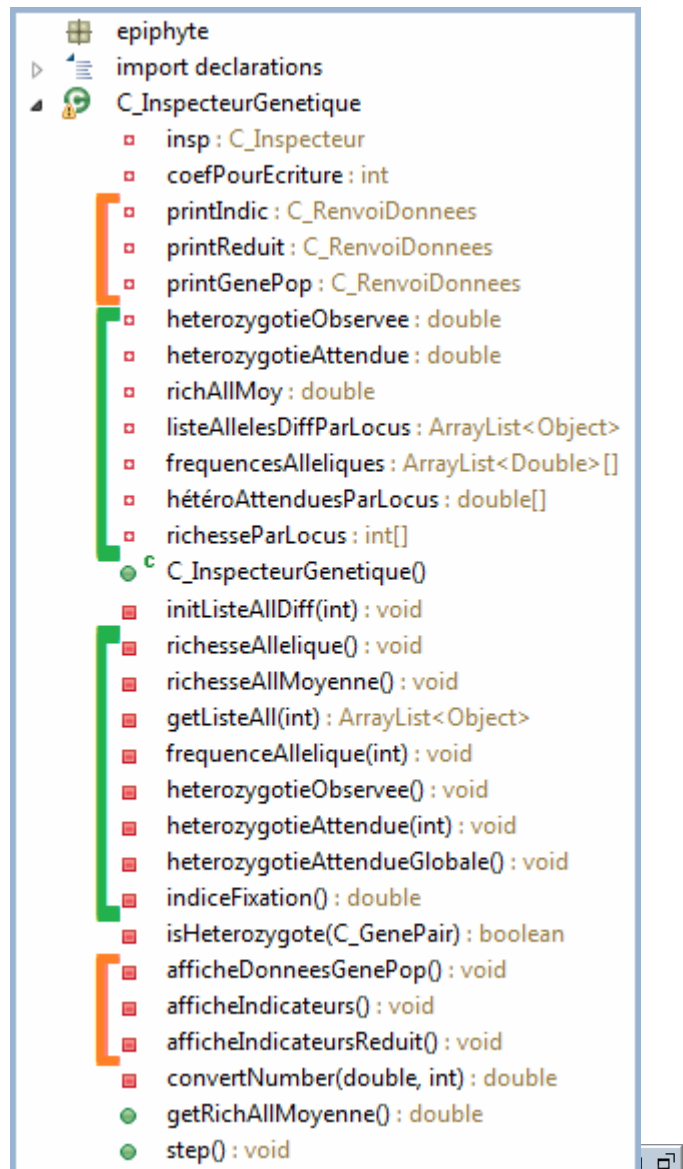 epiphyte
import declarations
C_InspecteurGenetique
insp : C_Inspecteur
coefPourEcriture : int
printIndic : C_RenvoiDonnees
printReduit : C_RenvoiDonnees
printGenePop : C_RenvoiDonnees
heterozygotieObservee : double
heterozygotieAttendue : double
richAllMoy : double
listeAllelesDiffParLocus : ArrayList<Object>
frequencesAlleliques : ArrayList<Double>[]
hétéroAttenduesParLocus : double[]
richesseParLocus : int[]
C C_InspecteurGenetique()
initListeAllDiff(int) : void
richesseAllelique() : void
richesseAllMoyenne() : void
getListeAll(int) : ArrayList<Object>
frequenceAllelique(int) : void
heterozygotieObservee() : void
heterozygotieAttendue(int) : void
heterozygotieAttendueGlobale() : void
indiceFixation() : double
isHeterozygote(C_GenePair) : boolean
afficheDonneesGenePop() : void
afficheIndicateurs() : void
afficheIndicateursReduit() : void
convertNumber(double, int) : double
getRichAllMoyenne() : double
step() : void